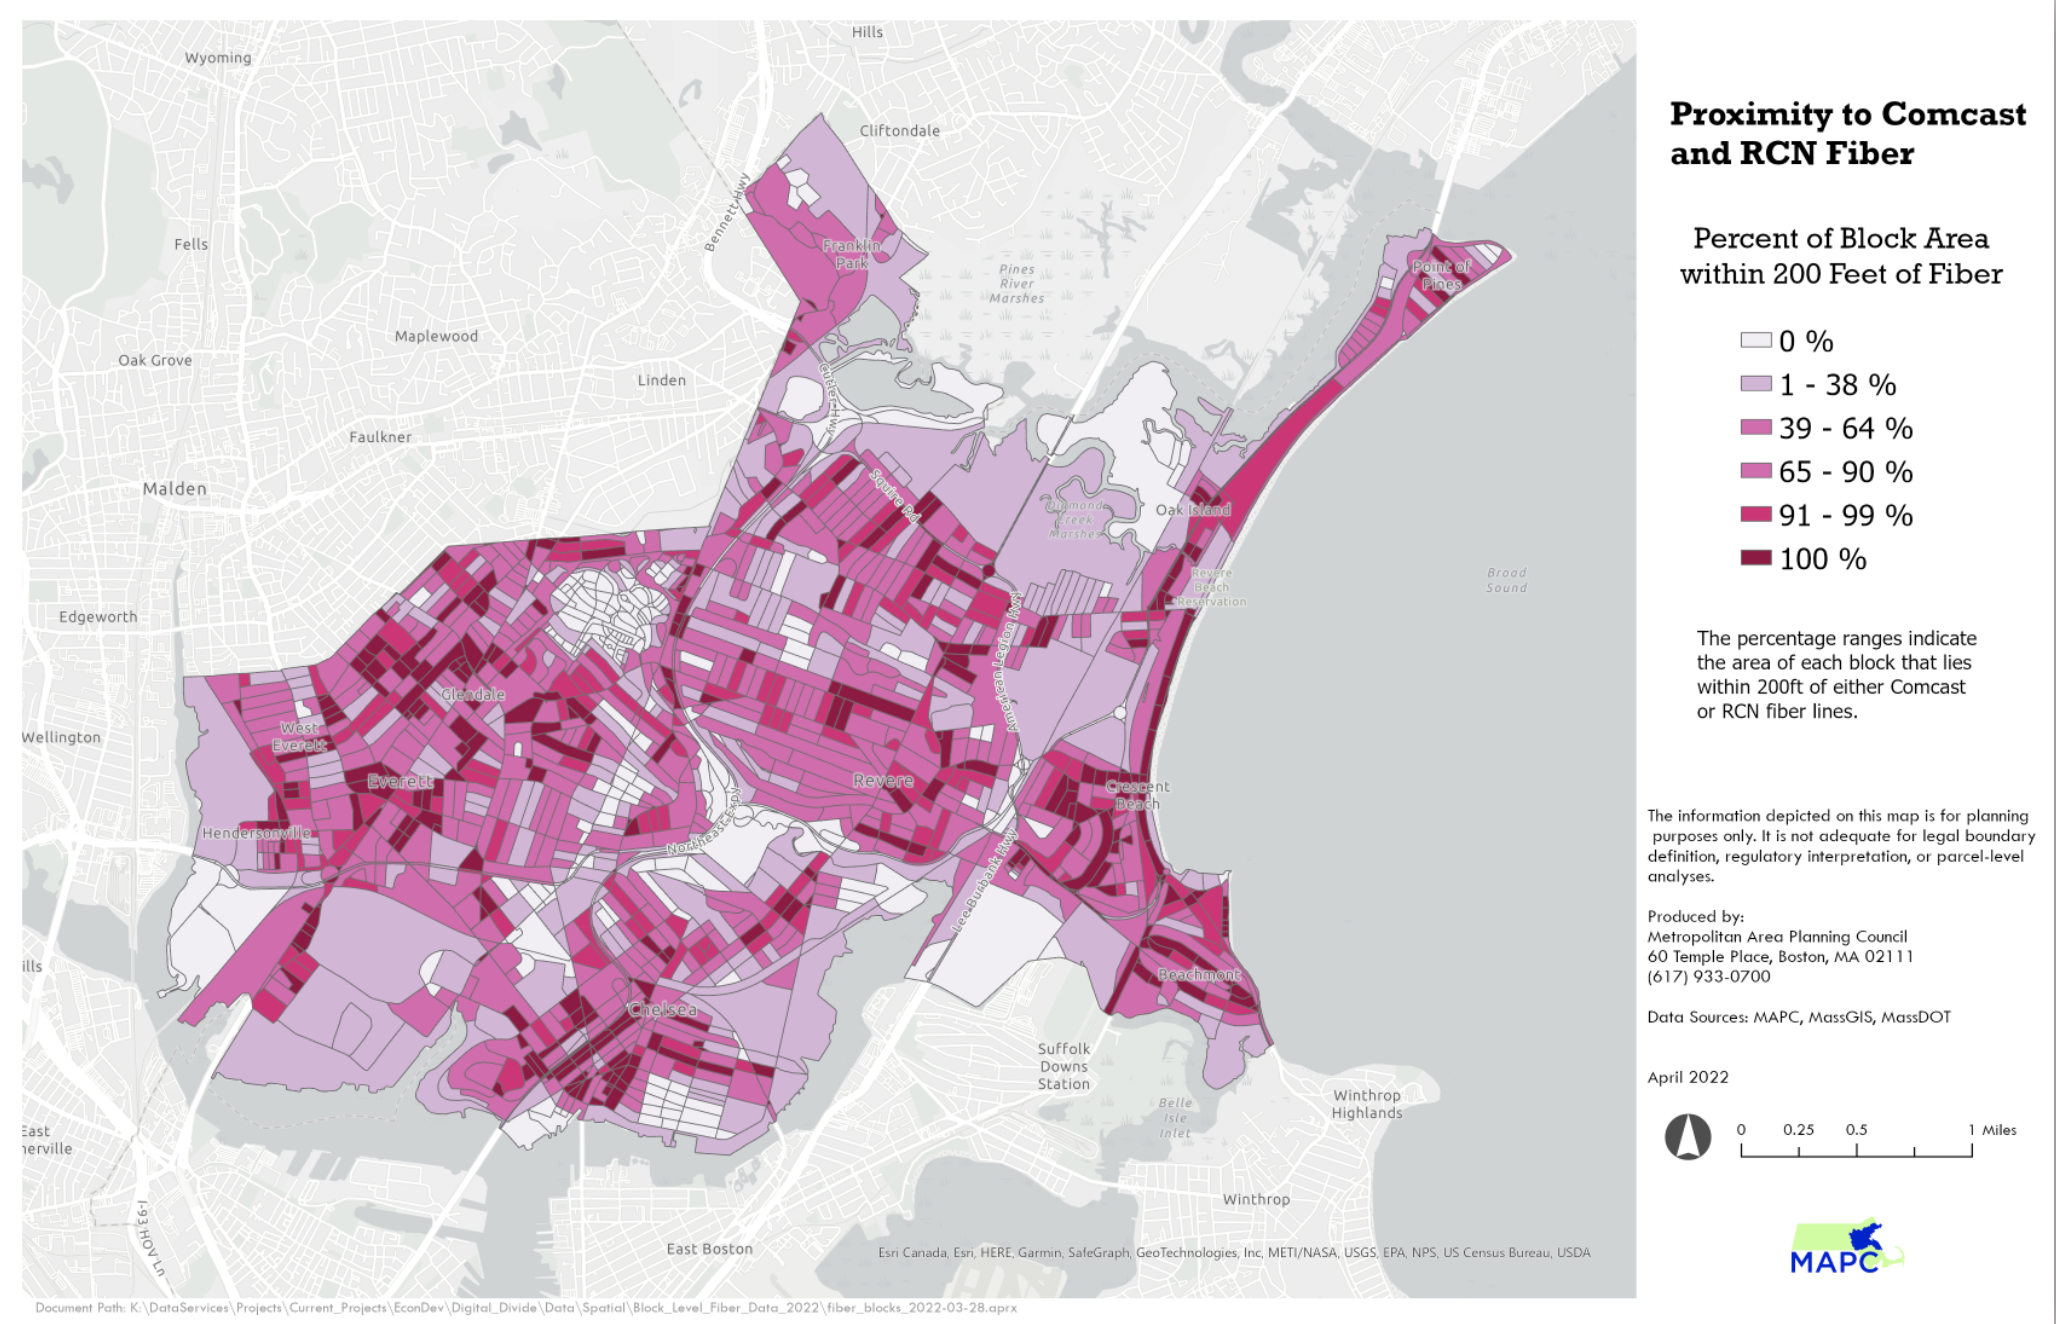 Proximity to Comcast
and RCN Fiber
Percent of Block Area
within 200 Feet of Fiber
0 %
1 - 38 %
39 - 64 %
65 - 90 %
91 - 99 %
100 %
The percentage ranges indicate
the area of each block that lies
within 200ft of either Comcast
or RCN fiber lines.
The information depicted on this map is for planning
purposes only. It is not adequate for legal boundary
definition, regulatory interpretation, or parcel-level
analyses.
Produced by:
Metropolitan Area Planning Council
60 Temple Place, Boston, MA 02111
(617) 933-0700
Data Sources: MAPC, MassGIS, MassDOT
April 2022
0 0.25 0.5 1 Miles
MAPC
Hills
Wyoming
Cliftondale
Bennett Hwy
Fells
Franklin
Park
Pines
River
Marshes
Point of
Pines
Maplewood
Oak Grove
Linden
Cutler Hwy
Faulkner
Malden
Squire Rd
Diamond
Creek
Marshes
Oak Island
Revere
Beach
Reservation
Broad
Sound
Edgeworth
American Legion Hwy
Glendale
West
Everett
Wellington
Everett
Revere
Crescent
Beach
Hendersonville
Northeast Expy
Lee Burbank Hwy
ills
Beachmont
Chelsea
Suffolk
Downs
Station
Winthrop
Highlands
Belle
Isle
Inlet
East
nerville
Winthrop
I-93 HOV Ln
East Boston
Esri Canada, Esri, HERE, Garmin, SafeGraph, GeoTechnologies, Inc, METI/NASA, USGS, EPA, NPS, US Census Bureau, USDA
Document Path: K:\DataServices\Projects\Current_Projects\EconDev\Digital_Divide\Data\Spatial\Block_Level_Fiber_Data_2022\fiber_blocks_2022-03-28.aprx